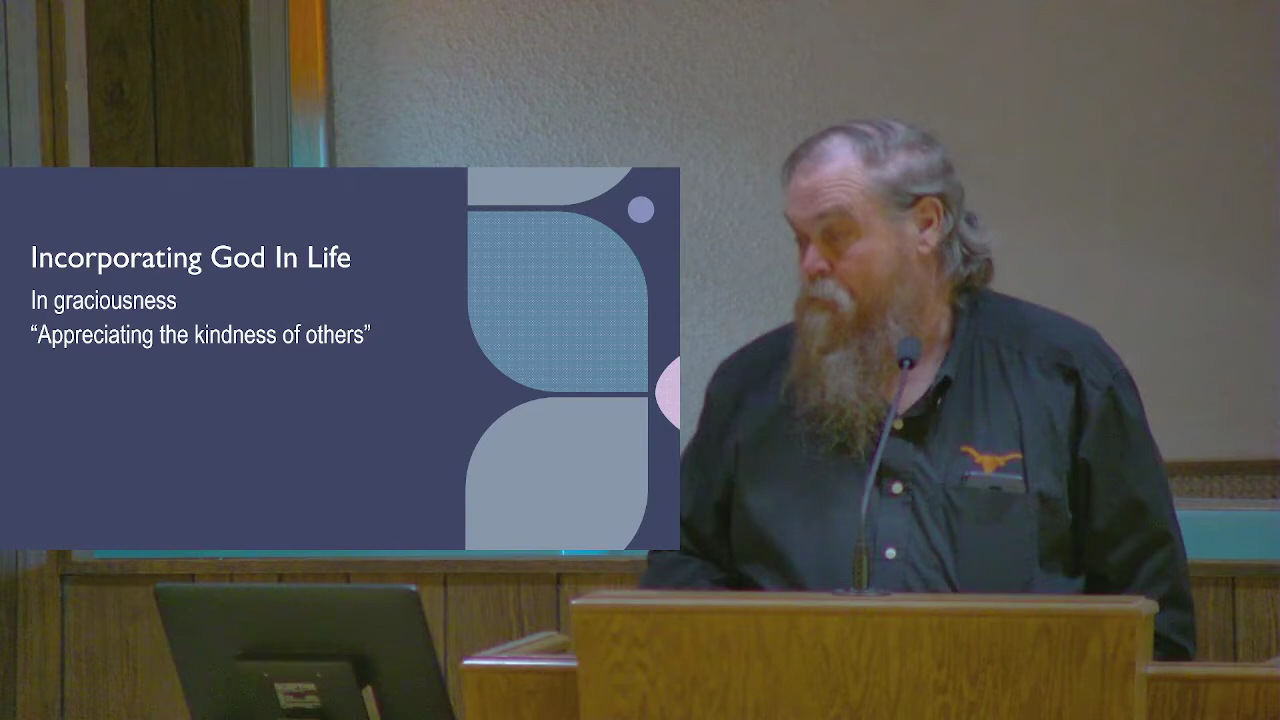 Incorporating God In Life
In graciousness
“Appreciating the kindness of others”